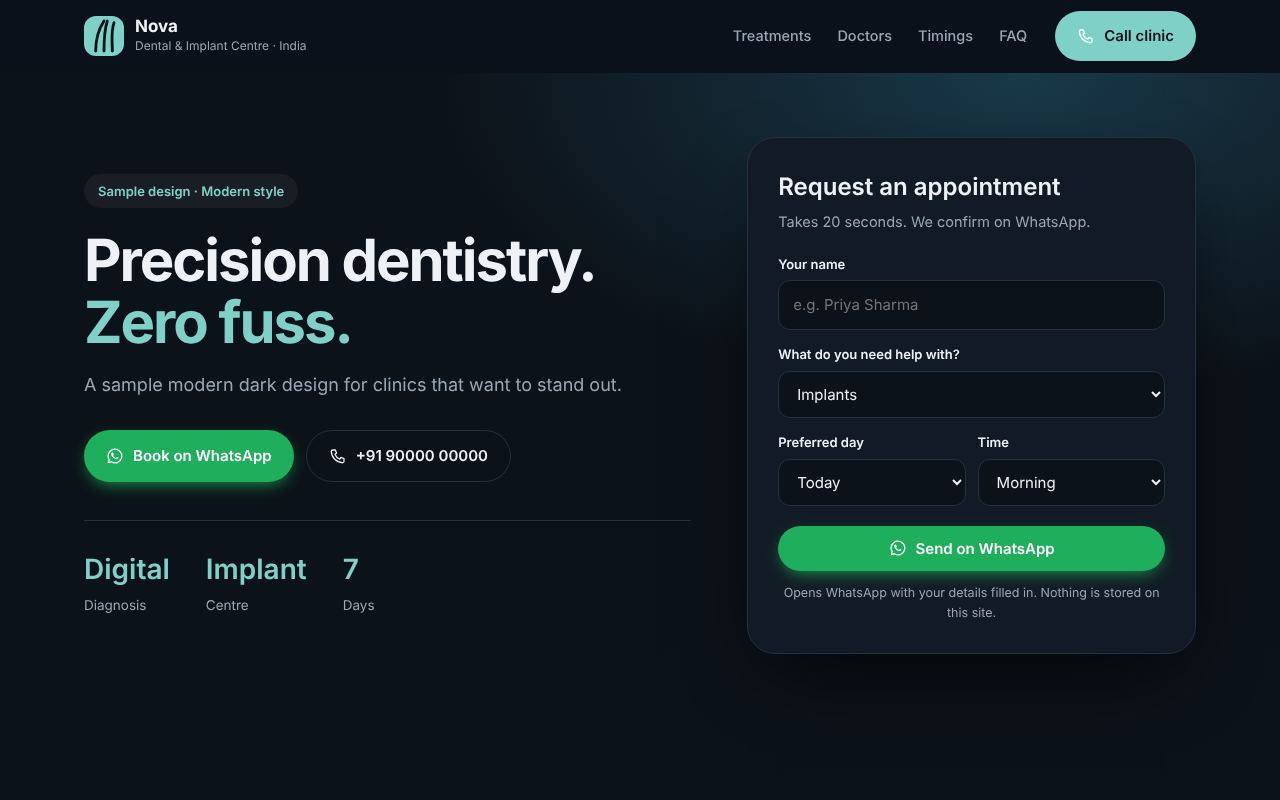 Nova
Dental & Implant Centre · India
Treatments
Doctors
Timings
FAQ
Call clinic
Sample design · Modern style
Precision dentistry.
Zero fuss.
A sample modern dark design for clinics that want to stand out.
Book on WhatsApp
+91 90000 00000
Digital
Diagnosis
Implant
Centre
7
Days
Request an appointment
Takes 20 seconds. We confirm on WhatsApp.
Your name
e.g. Priya Sharma
What do you need help with?
Implants
Preferred day
Time
Today
Morning
Send on WhatsApp
Opens WhatsApp with your details filled in. Nothing is stored on
this site.